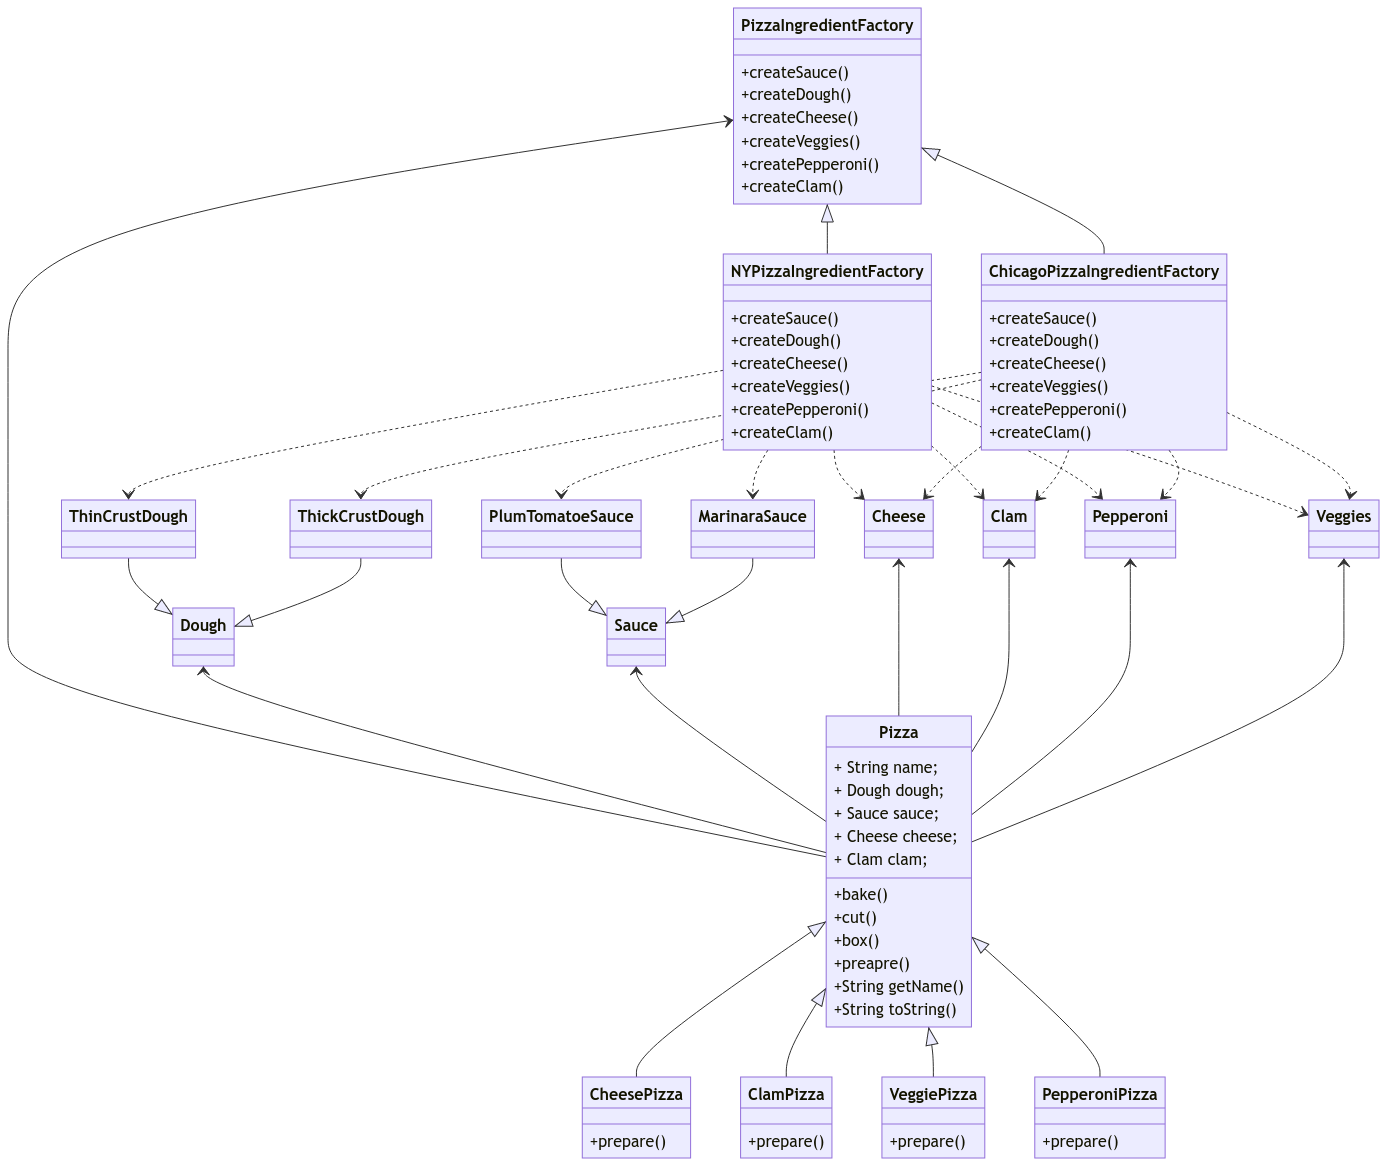 PizzaIngredientFactory
+createSauce()
+createDough()
+createCheese()
+createVeggies()
+createPepperoni()
+createClam()
NYPizzaIngredientFactory
+createSauce()
+createDough()
+createCheese()
+createVeggies()
+createPepperoni()
+createClam()
ChicagoPizzaIngredientFactory
+createSauce()
+createDough()
+createCheese()
+createVeggies()
+createPepperoni()
+createClam()
ThinCrustDough
ThickCrustDough
PlumTomatoeSauce
MarinaraSauce
Cheese
Clam
Pepperoni
Veggies
Dough
Sauce
Pizza
+ String name;
+ Dough dough;
+ Sauce sauce;
+ Cheese cheese;
+ Clam clam;
+bake()
+cut()
+box()
+preapre()
+String getName()
+String toString()
CheesePizza
+prepare()
ClamPizza
+prepare()
VeggiePizza
+prepare()
PepperoniPizza
+prepare()